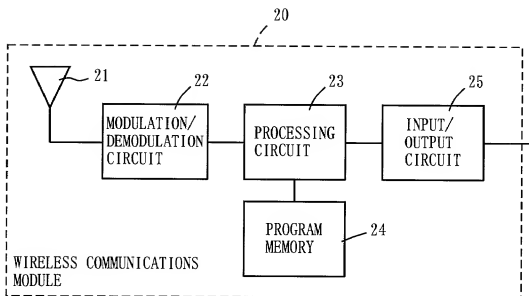 20
21
22
23
25
MODULATION/
DEMODULATION
CIRCUIT
PROCESSING
CIRCUIT
INPUT/
OUTPUT
CIRCUIT
PROGRAM
MEMORY
24
WIRELESS COMMUNICATIONS
MODULE